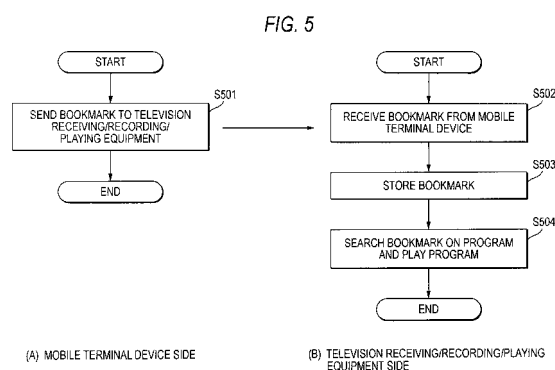 FIG. 5
START
S501
SEND BOOKMARK TO TELEVISION
RECEIVING/RECORDING/
PLAYING EQUIPMENT
END
(A) MOBILE TERMINAL DEVICE SIDE
START
S502
RECEIVE BOOKMARK FROM MOBILE
TERMINAL DEVICE
S503
STORE BOOKMARK
S504
SEARCH BOOKMARK ON PROGRAM
AND PLAY PROGRAM
END
(B) TELEVISION RECEIVING/RECORDING/PLAYING
EQUIPMENT SIDE